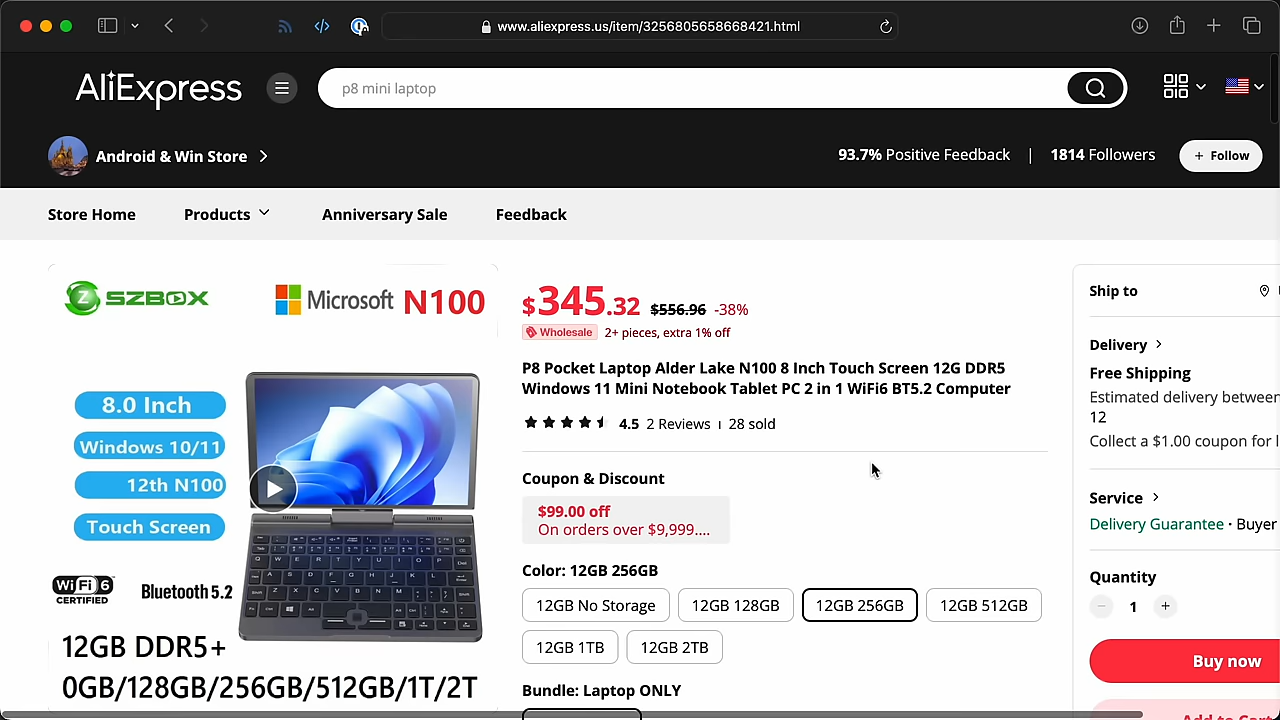 www.aliexpress.us/item/3256805658668421.html
AliExpress
p8 mini laptop
Android & Win Store
93.7% Positive Feedback | 1814 Followers
+ Follow
Store Home
Products
Anniversary Sale
Feedback
SZBOX
Microsoft N100
8.0 Inch
Windows 10/11
12th N100
Touch Screen
WiFi 6
CERTIFIED
Bluetooth 5.2
12GB DDR5+
0GB/128GB/256GB/512GB/1T/2T
$345.32 $556.96 -38%
Wholesale 2+ pieces, extra 1% off
P8 Pocket Laptop Alder Lake N100 8 Inch Touch Screen 12G DDR5
Windows 11 Mini Notebook Tablet PC 2 in 1 WiFi6 BT5.2 Computer
4.5 2 Reviews 28 sold
Coupon & Discount
$99.00 off
On orders over $9,999....
Color: 12GB 256GB
12GB No Storage
12GB 128GB
12GB 256GB
12GB 512GB
12GB 1TB
12GB 2TB
Bundle: Laptop ONLY
Ship to
Delivery
Free Shipping
Estimated delivery between
12
Collect a $1.00 coupon for
Service
Delivery Guarantee · Buyer
Quantity
− 1 +
Buy now
Add to Cart